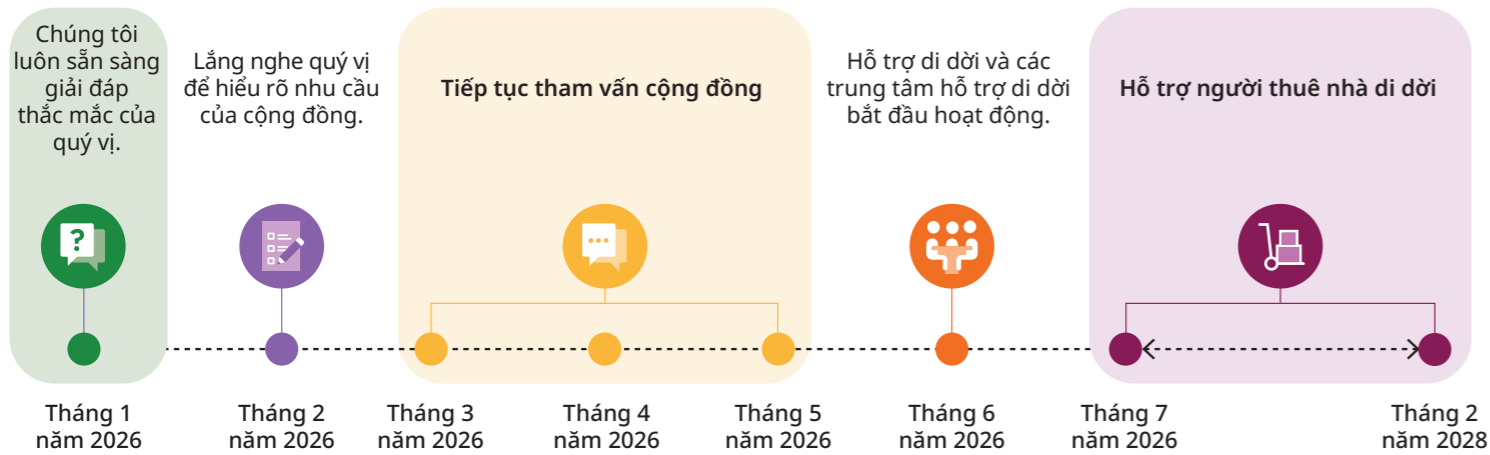 Chúng tôi
luôn sẵn sàng
giải đáp
thắc mắc của
quý vị.
Lắng nghe quý vị
để hiểu rõ nhu cầu
của cộng đồng.
Tiếp tục tham vấn cộng đồng
Hỗ trợ di dời và các
trung tâm hỗ trợ di dời
bắt đầu hoạt động.
Hỗ trợ người thuê nhà di dời
?
Tháng 1
năm 2026
Tháng 2
năm 2026
Tháng 3
năm 2026
Tháng 4
năm 2026
Tháng 5
năm 2026
Tháng 6
năm 2026
Tháng 7
năm 2026
Tháng 2
năm 2028